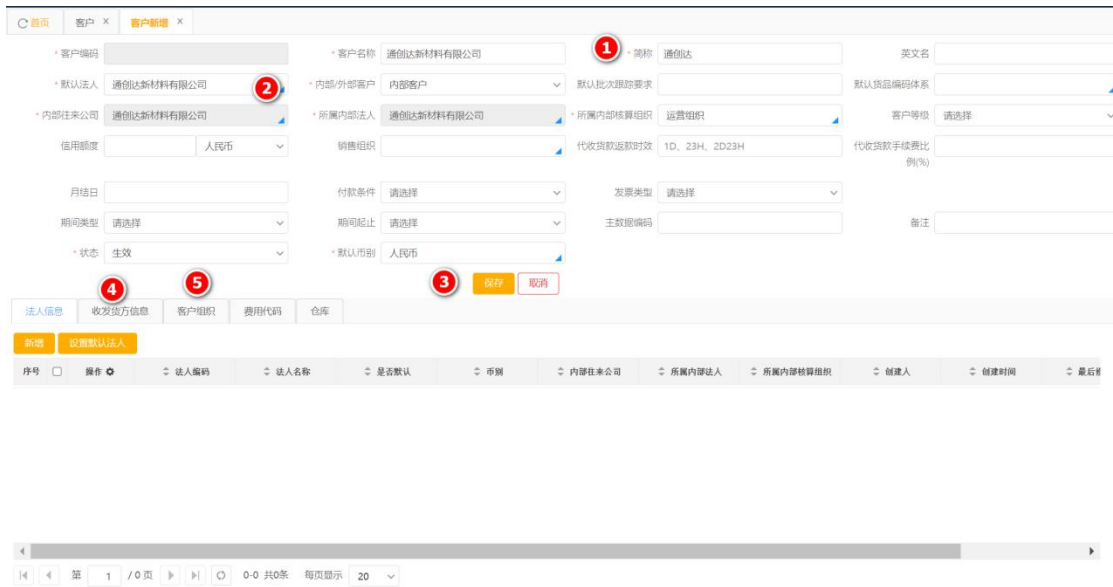 首页 客户 × 客户新增 ×
* 客户编码 * 客户名称 通创达新材料有限公司 1 * 简称 通创达 英文名
* 默认法人 通创达新材料有限公司 2 * 内部/外部客户 内部客户 默认批次跟踪要求 默认货品编码体系
* 内部往来公司 通创达新材料有限公司 * 所属内部法人 通创达新材料有限公司 * 所属内部核算组织 运营组织 客户等级 请选择
信用额度 人民币 销售组织 代收货款返款时效 1D、23H、2D23H 代收货款手续费比
例(%)
月结日 付款条件 请选择 发票类型 请选择
期间类型 请选择 期间起止 请选择 主数据编码 备注
* 状态 生效 * 默认币别 人民币
3 保存 取消
4 5
法人信息 收发货方信息 客户组织 费用代码 仓库
新增 设置默认法人
序号 操作 法人编码 法人名称 是否默认 币别 内部往来公司 所属内部法人 所属内部核算组织 创建人 创建时间
第 1 / 0 页 0-0 共0条 每页显示 20